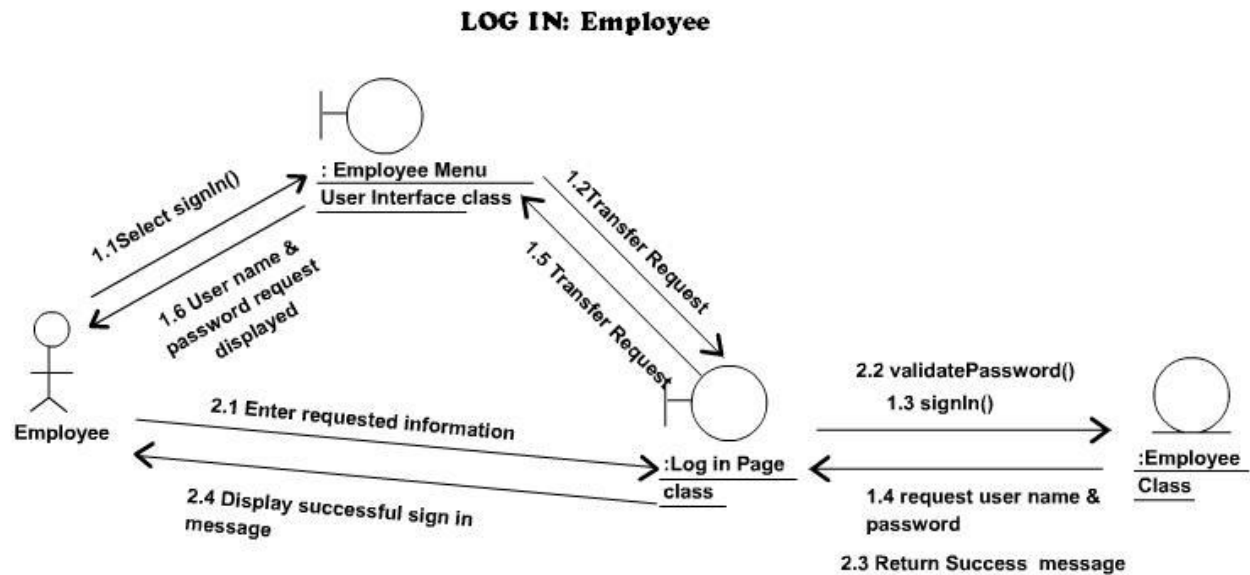 LOG IN: Employee
: Employee Menu
User Interface class
1.1Select signIn()
1.6 User name &
password request
displayed
1.2Transfer Request
1.5 Transfer Request
Employee
2.1 Enter requested information
2.4 Display successful sign in
message
:Log in Page
class
2.2 validatePassword()
1.3 signIn()
1.4 request user name &
password
2.3 Return Success message
:Employee
Class